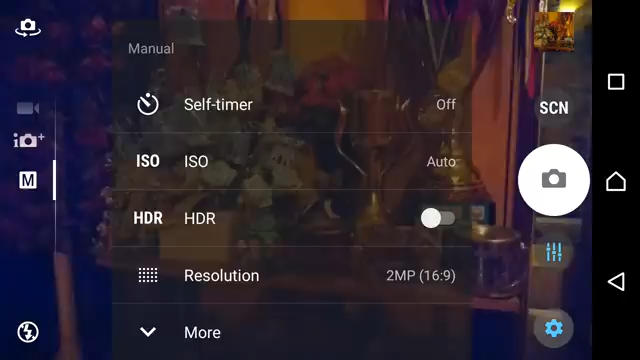 Manual
Self-timer Off
ISO ISO Auto
HDR HDR
Resolution 2MP (16:9)
More
SCN
i+
M